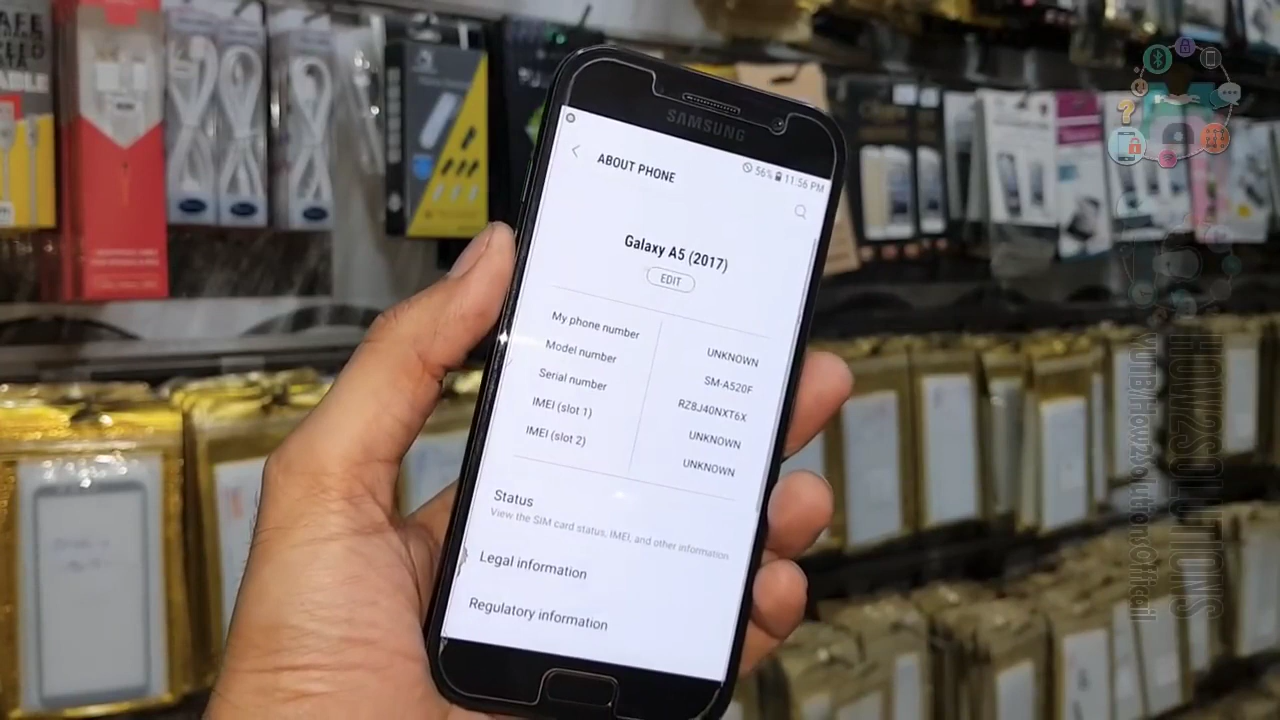 SAMSUNG
56% 11:56 PM
ABOUT PHONE
Galaxy A5 (2017)
EDIT
My phone number UNKNOWN
Model number SM-A520F
Serial number RZ8J40NXT6X
IMEI (slot 1) UNKNOWN
IMEI (slot 2) UNKNOWN
Status
View the SIM card status, IMEI, and other information
Legal information
Regulatory information
HOW2SOLUTIONS
YUTIB/How2soluttonsOfficail